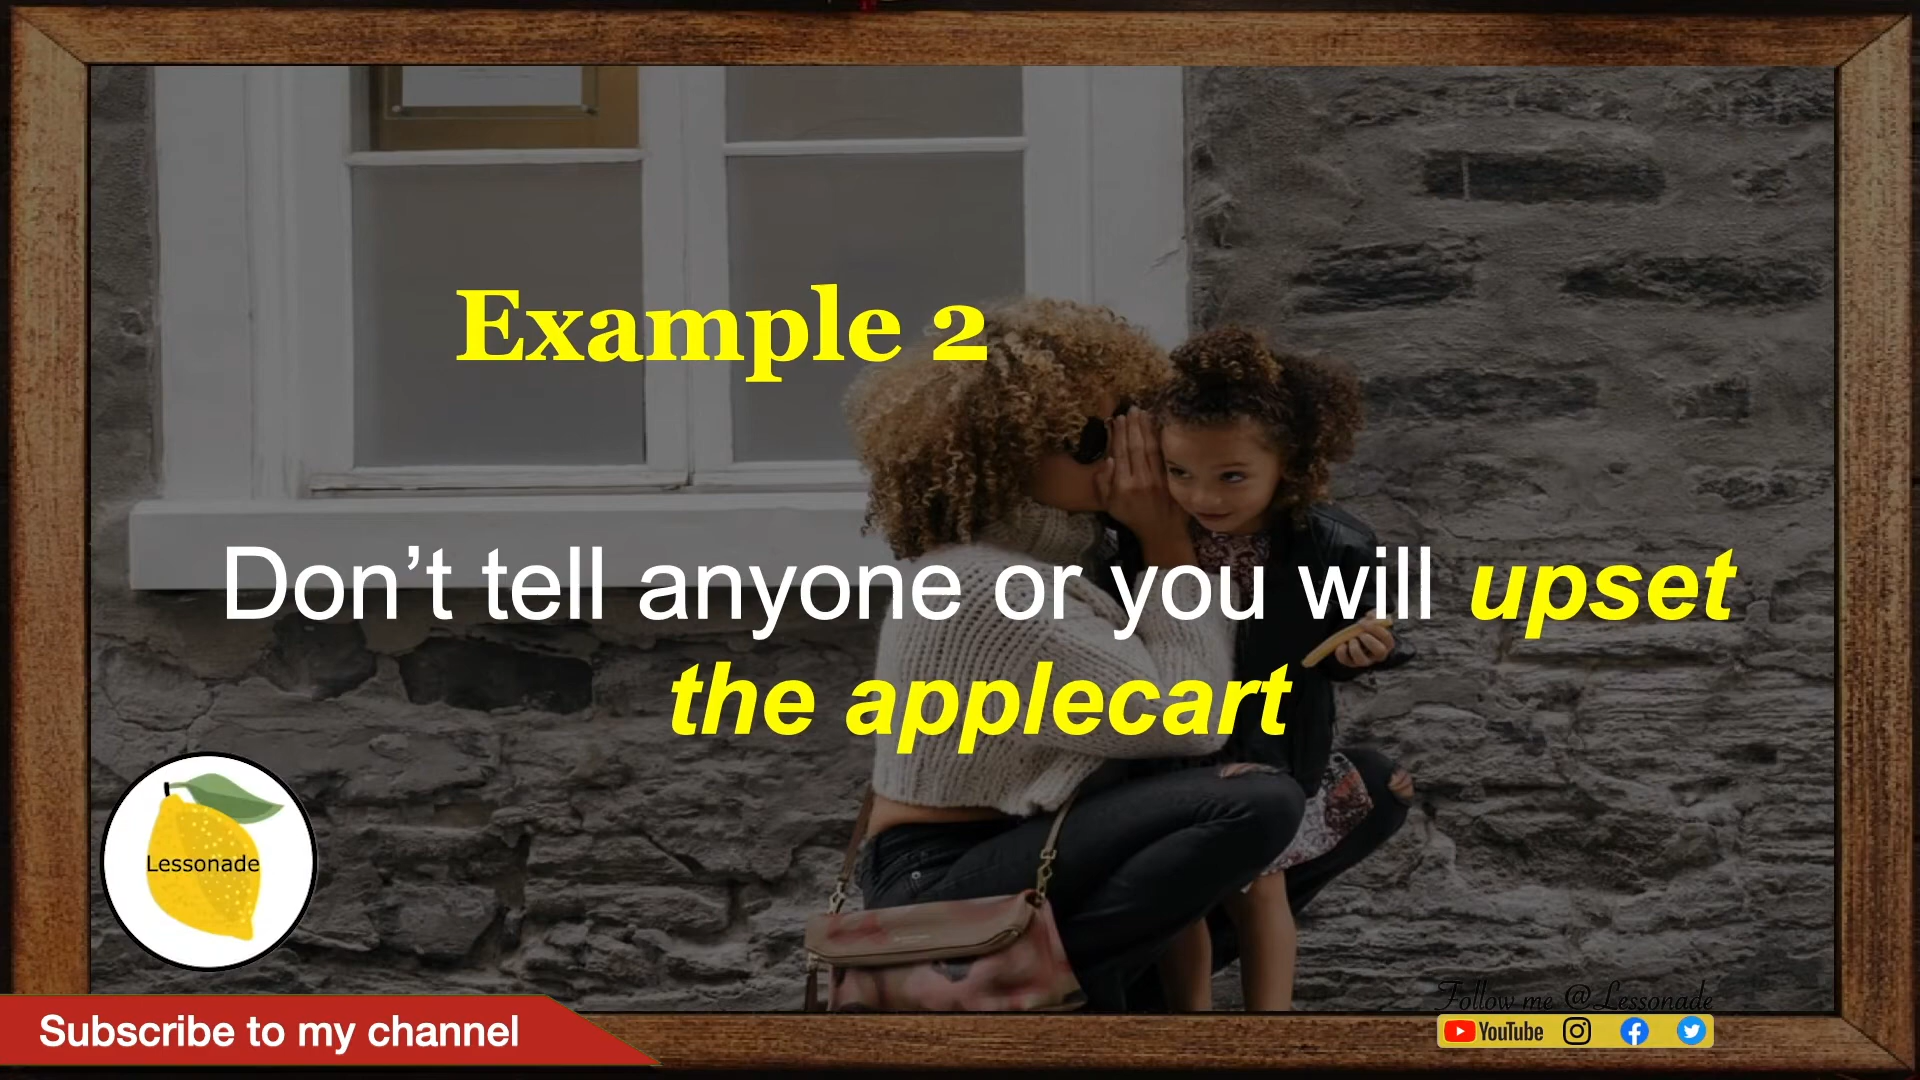 Example 2
Don’t tell anyone or you will upset
the applecart
Lessonade
Subscribe to my channel
Follow me @Lessonade
YouTube